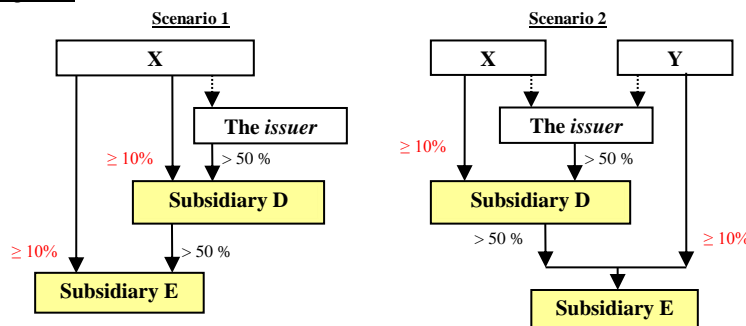 Scenario 1
X
The issuer
≥ 10%
> 50 %
Subsidiary D
≥ 10%
> 50 %
Subsidiary E
Scenario 2
X
Y
The issuer
≥ 10%
> 50 %
Subsidiary D
> 50 %
≥ 10%
Subsidiary E